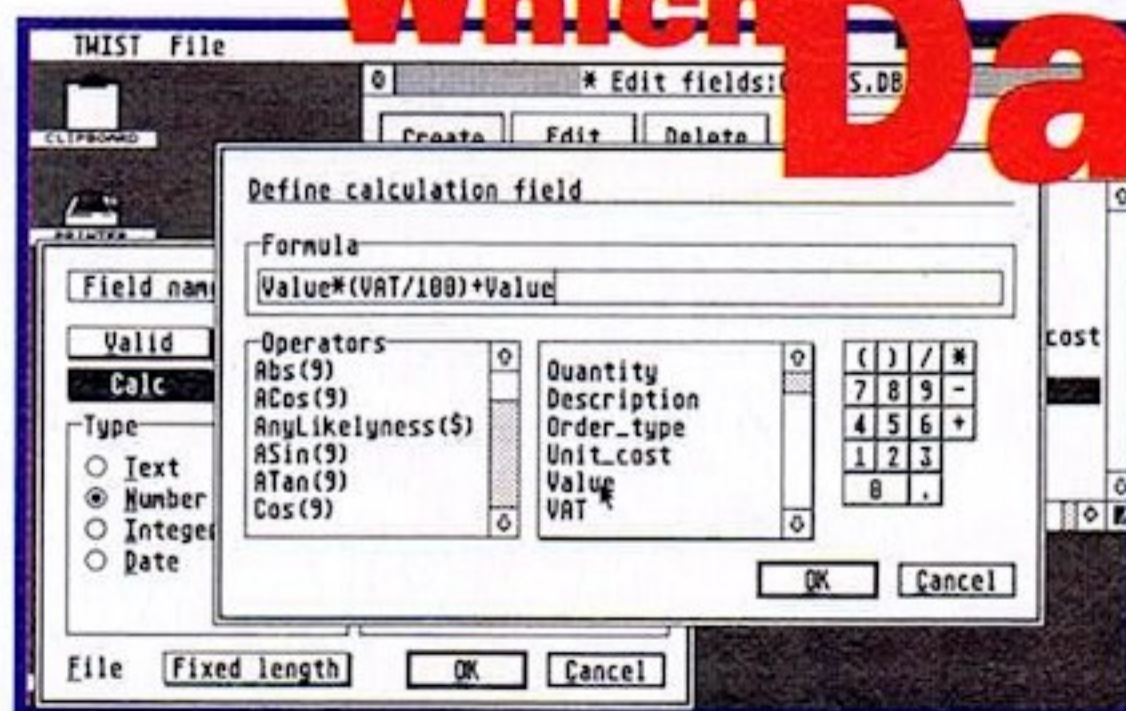 Which
Da
TWIST File
* Edit fields: S.DB
CLIPBOARD
Create Edit Delete
PRINTER
Define calculation field
Formula
Value*(VAT/100)+Value
Field nam
Valid
Calc
Type
Text
Number
Integer
Date
Operators
Abs(9)
ACos(9)
AnyLikelyness($)
ASin(9)
ATan(9)
Cos(9)
Quantity
Description
Order_type
Unit_cost
Value
VAT
( ) / *
7 8 9 -
4 5 6 +
1 2 3
0 .
cost
OK Cancel
File Fixed length OK Cancel